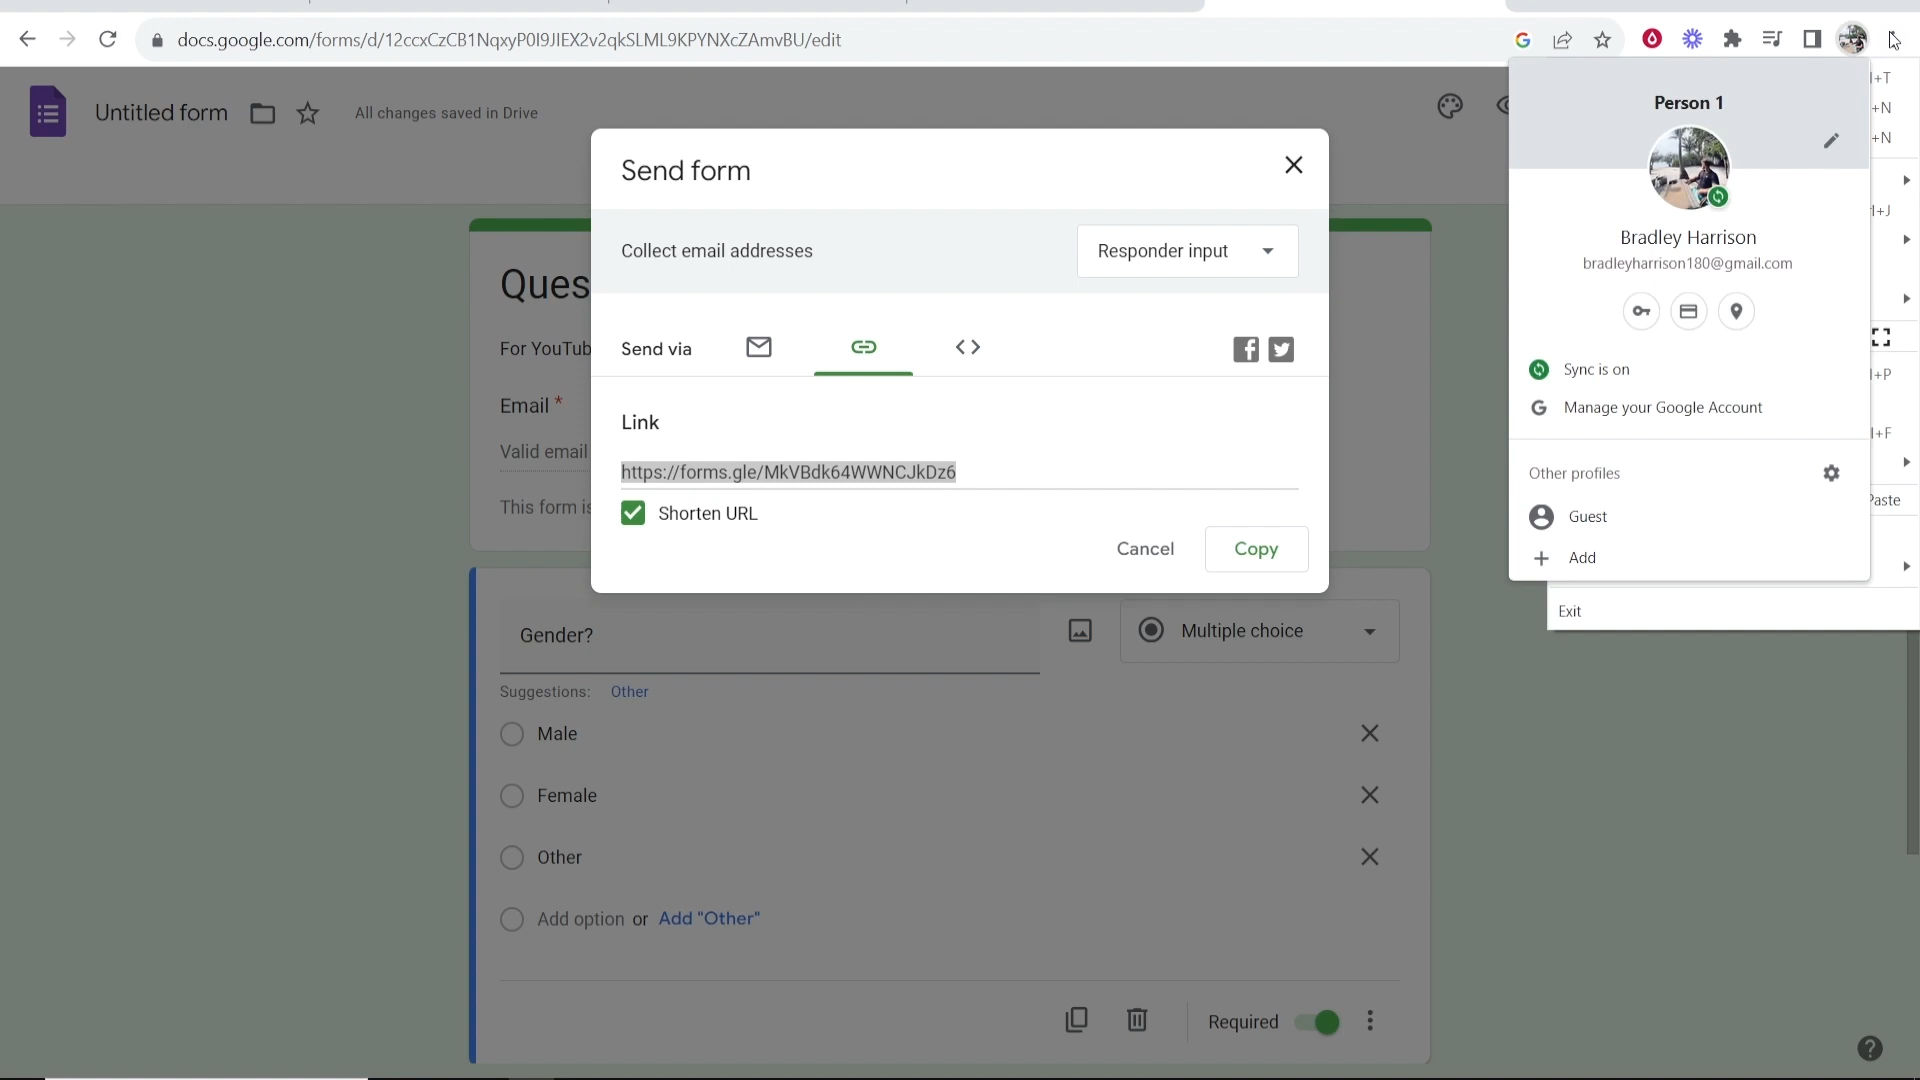 docs.google.com/forms/d/12ccxCzCB1NqxyP0I9JIEX2v2qkSLML9KPYNXcZAmvBU/edit
Untitled form
All changes saved in Drive
Send form
Collect email addresses
Responder input
Send via
Link
https://forms.gle/MkVBdk64WWNCJkDz6
Shorten URL
Cancel
Copy
Ques
For YouTub
Email *
Valid email
This form is
Gender?
Multiple choice
Suggestions: Other
Male
Female
Other
Add option or Add "Other"
Required
Person 1
Bradley Harrison
bradleyharrison180@gmail.com
Sync is on
Manage your Google Account
Other profiles
Guest
Add
+T
+N
+N
+J
+P
+F
Paste
Exit